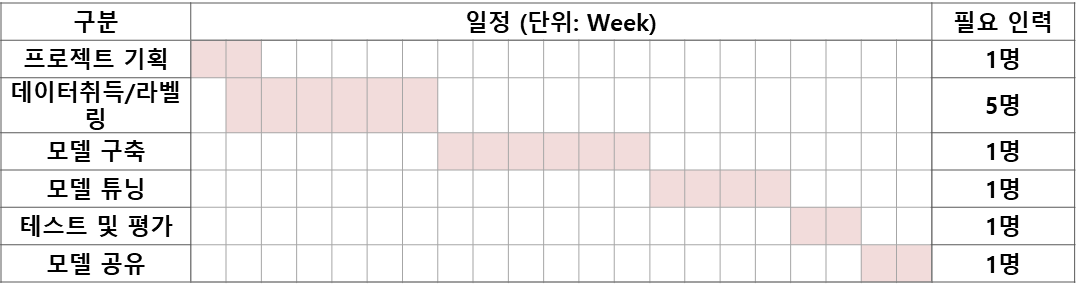 구분 일정 (단위: Week) 필요 인력
프로젝트 기획 1명
데이터취득/라벨
링 5명
모델 구축 1명
모델 튜닝 1명
테스트 및 평가 1명
모델 공유 1명